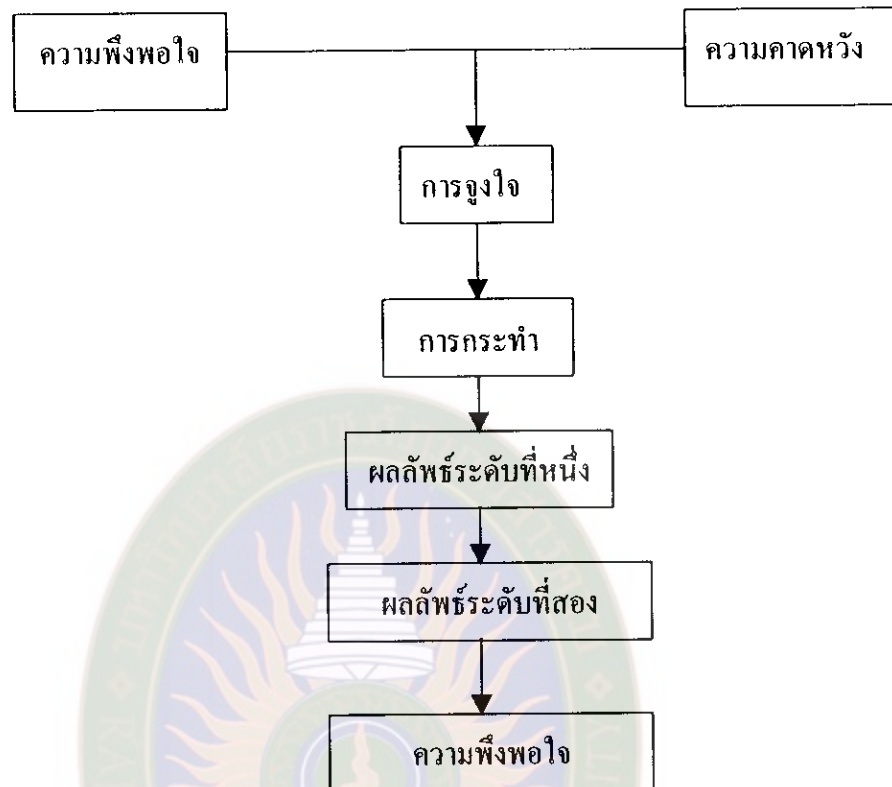 ความพึงพอใจ
ความคาดหวัง
การจูงใจ
การกระทำ
ผลลัพธ์ระดับที่หนึ่ง
ผลลัพธ์ระดับที่สอง
ความพึงพอใจ